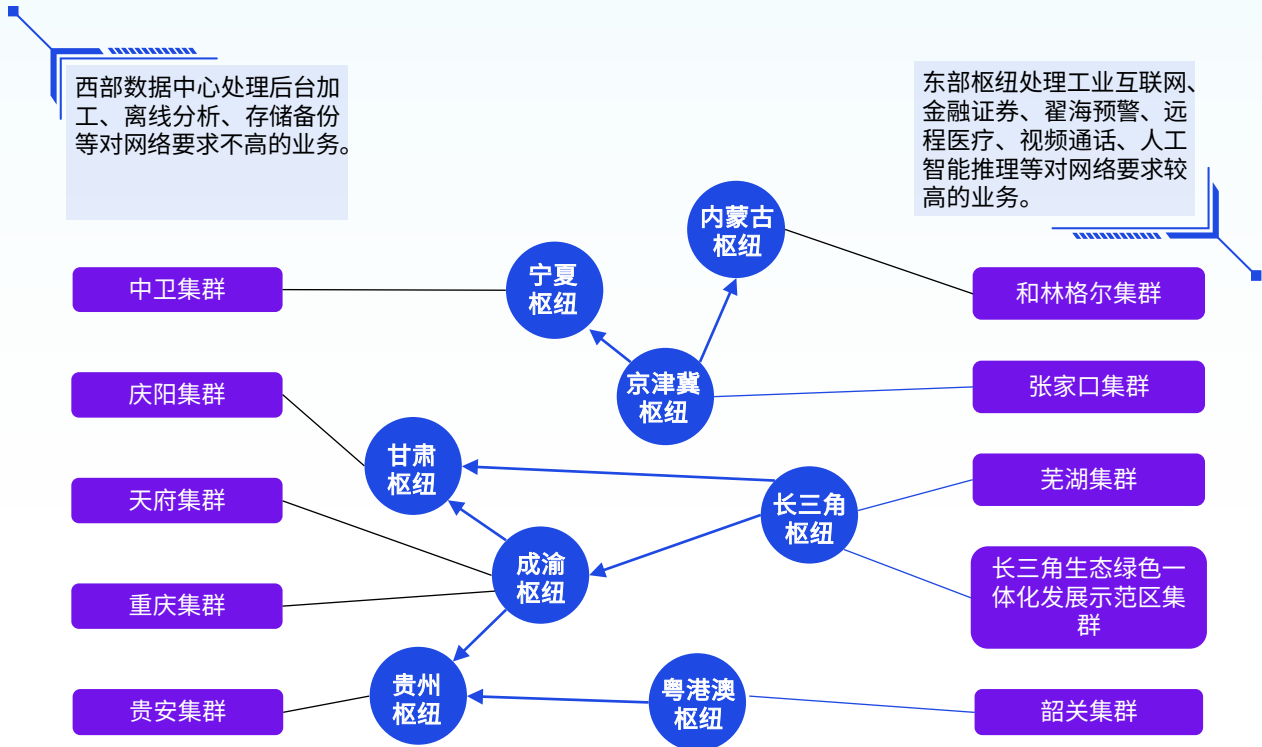 西部数据中心处理后台加
工、离线分析、存储备份
等对网络要求不高的业务。
东部枢纽处理工业互联网、
金融证券、翟海预警、远
程医疗、视频通话、人工
智能推理等对网络要求较
高的业务。
内蒙古
枢纽
宁夏
枢纽
中卫集群
和林格尔集群
京津冀
枢纽
张家口集群
庆阳集群
甘肃
枢纽
芜湖集群
天府集群
长三角
枢纽
成渝
枢纽
长三角生态绿色一
体化发展示范区集
群
重庆集群
贵州
枢纽
粤港澳
枢纽
贵安集群
韶关集群